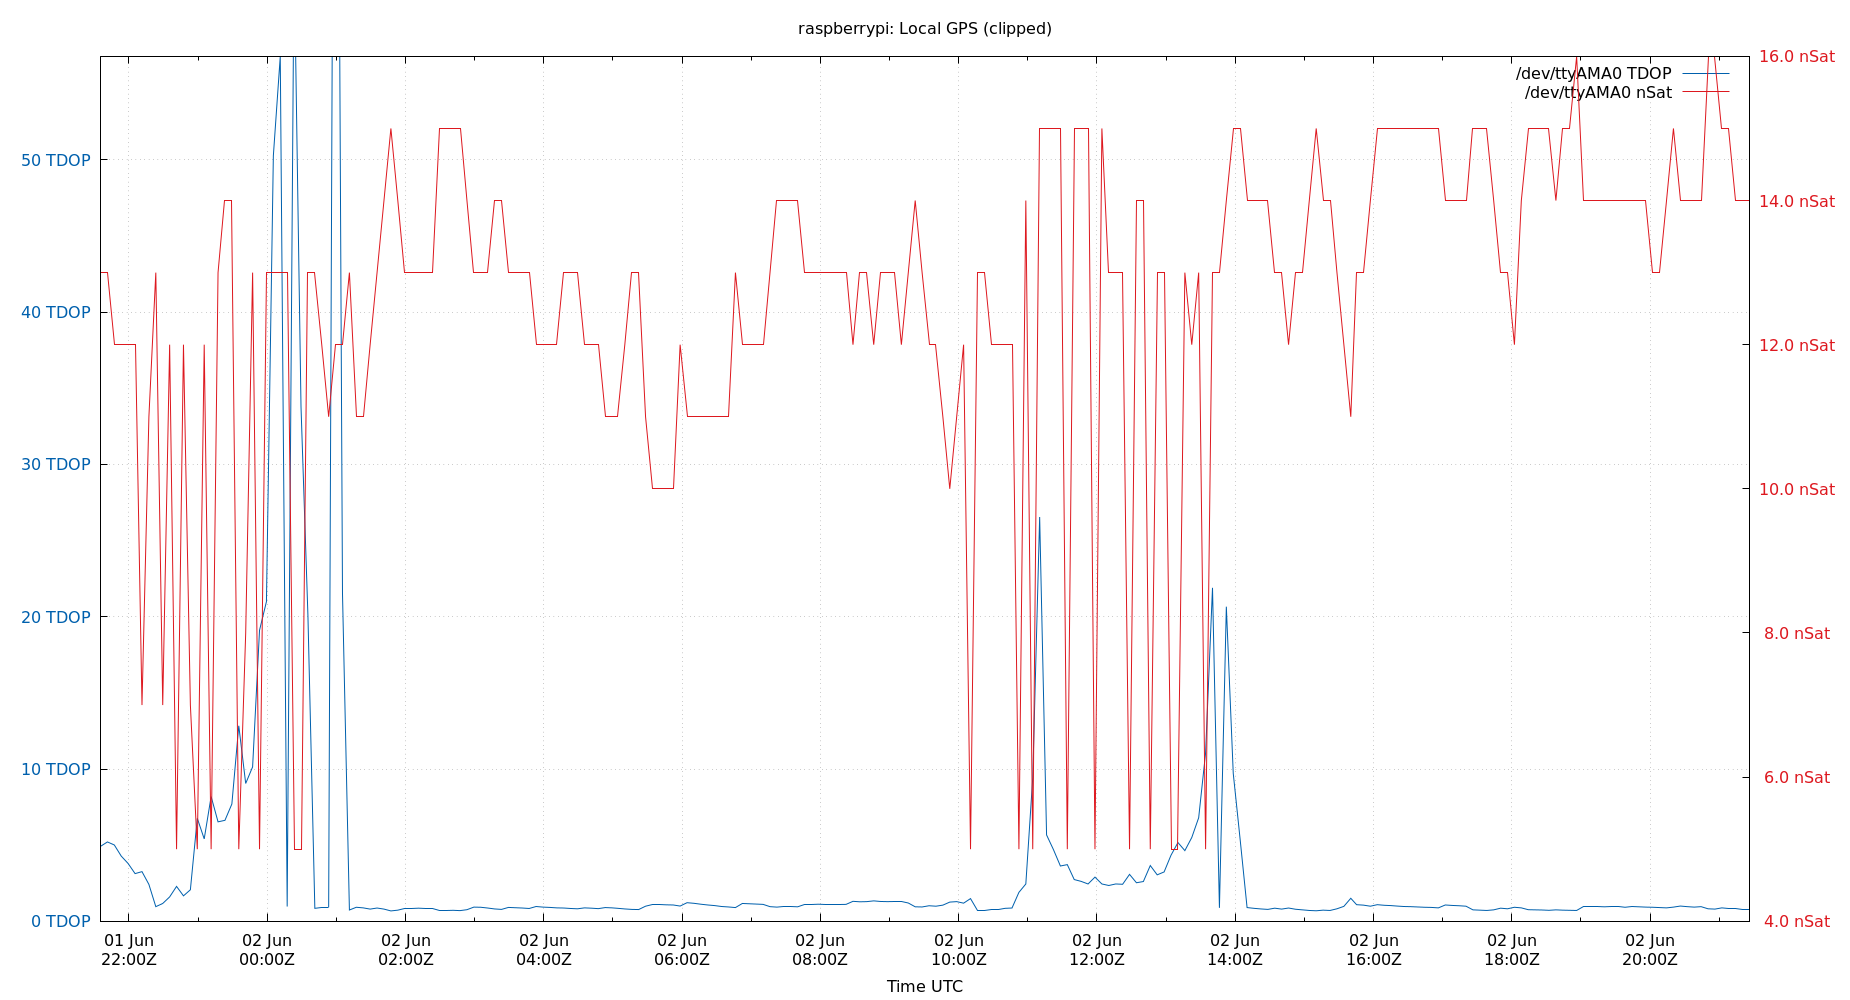 raspberrypi: Local GPS (clipped)
/dev/ttyAMA0 TDOP
/dev/ttyAMA0 nSat
50 TDOP
40 TDOP
30 TDOP
20 TDOP
10 TDOP
0 TDOP
16.0 nSat
14.0 nSat
12.0 nSat
10.0 nSat
8.0 nSat
6.0 nSat
4.0 nSat
01 Jun
22:00Z
02 Jun
00:00Z
02 Jun
02:00Z
02 Jun
04:00Z
02 Jun
06:00Z
02 Jun
08:00Z
02 Jun
10:00Z
02 Jun
12:00Z
02 Jun
14:00Z
02 Jun
16:00Z
02 Jun
18:00Z
02 Jun
20:00Z
Time UTC